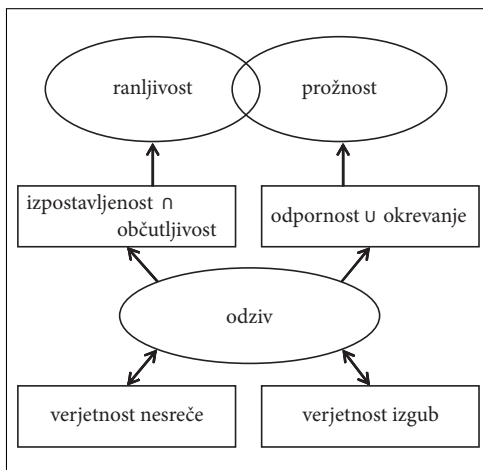 ranljivost
prožnost
izpostavljenost ∩
občutljivost
odpornost ∪ okrevanje
odziv
verjetnost nesreče
verjetnost izgub